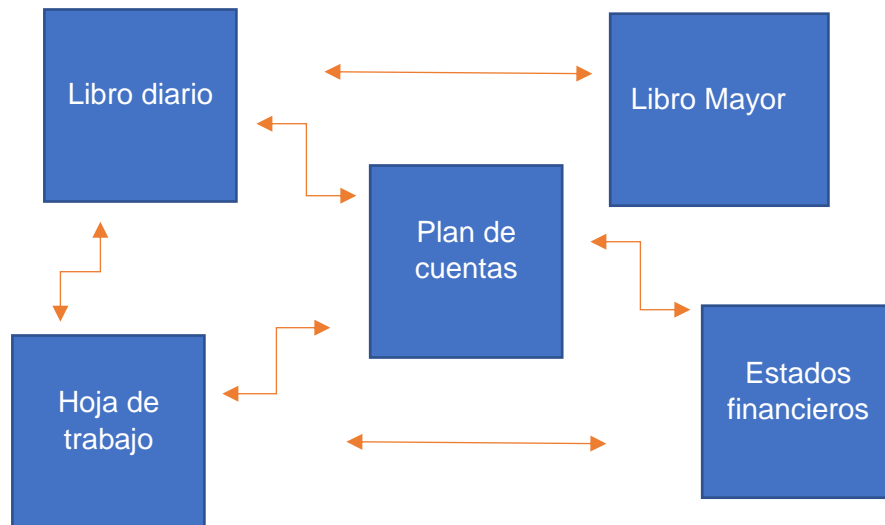 Libro diario
Libro Mayor
Plan de
cuentas
Estados
financieros
Hoja de
trabajo